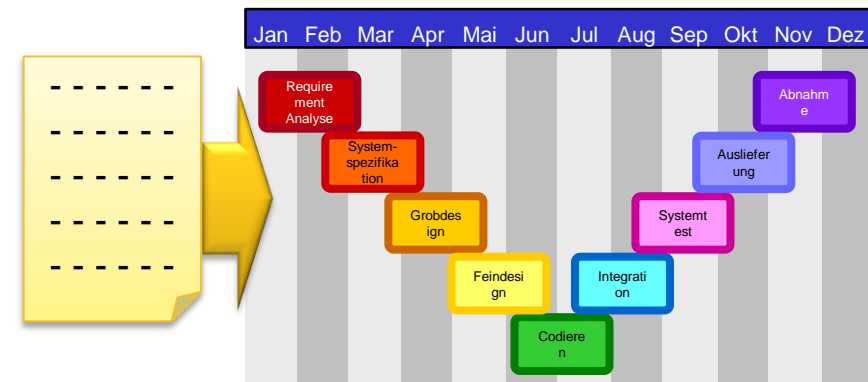 Jan Feb Mar Apr Mai Jun Jul Aug Sep Okt Nov Dez
Require
ment
Analyse
Abnahm
e
System-
spezifika
tion
Ausliefer
ung
Grobdes
ign
Systemt
est
Feindesi
gn
Integrati
on
Codiere
n